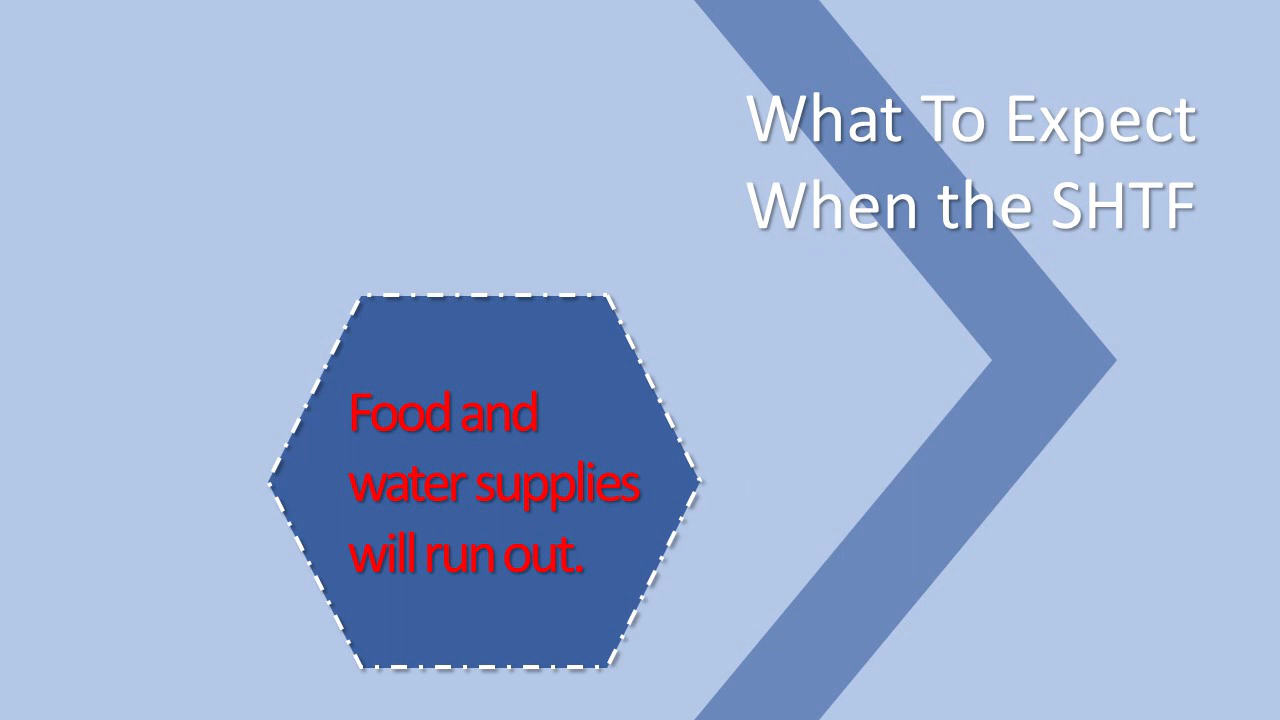 What To Expect
When the SHTF
Food and
water supplies
will run out.